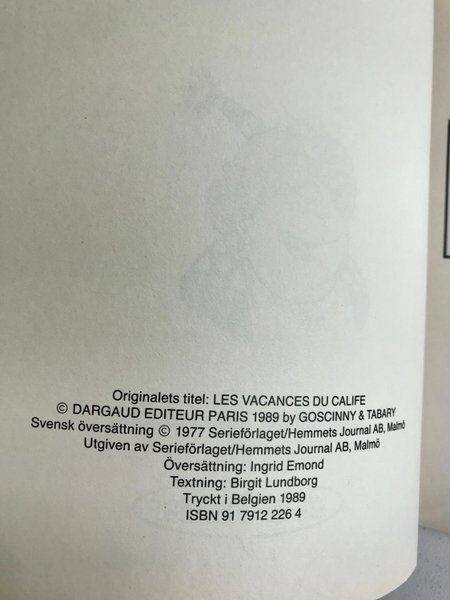 Originalets titel: LES VACANCES DU CALIFE
© DARGAUD EDITEUR PARIS 1989 by GOSCINNY & TABARY
Svensk översättning © 1977 Serieförlaget/Hemmets Journal AB, Malmö
Utgiven av Serieförlaget/Hemmets Journal AB, Malmö
Översättning: Ingrid Emond
Textning: Birgit Lundborg
Tryckt i Belgien 1989
ISBN 91 7912 226 4